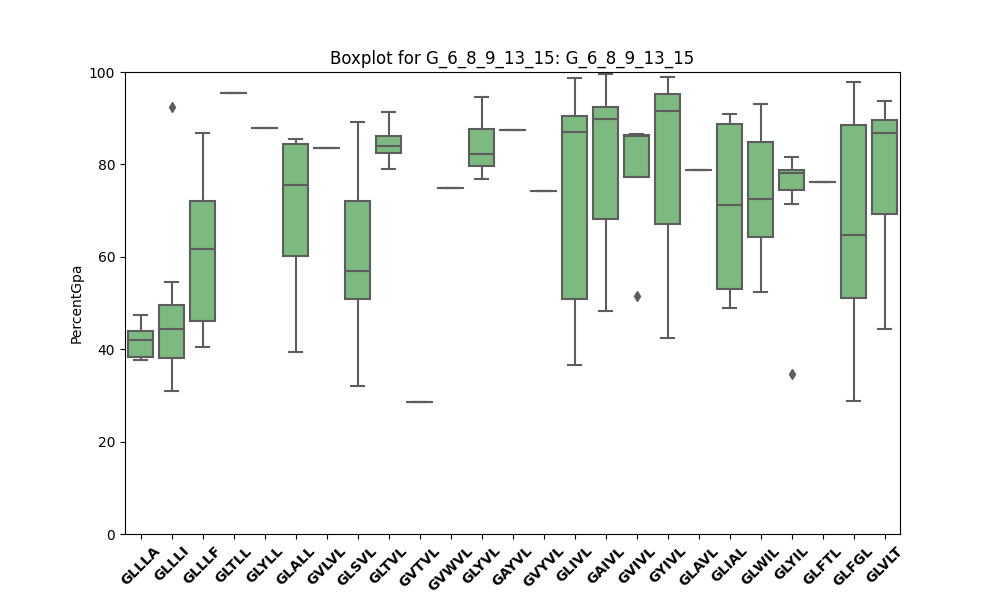 Boxplot for G_6_8_9_13_15: G_6_8_9_13_15
PercentGpa
100
80
60
40
20
0
GLLLA
GLLLI
GLLLF
GLTLL
GLYLL
GLALL
GVLVL
GLSVL
GLTVL
GVTVL
GVWVL
GLYVL
GAYVL
GVYVL
GLIVL
GAIVL
GVIVL
GYIVL
GLAVL
GLIAL
GLWIL
GLYIL
GLFTL
GLFGL
GLVLT